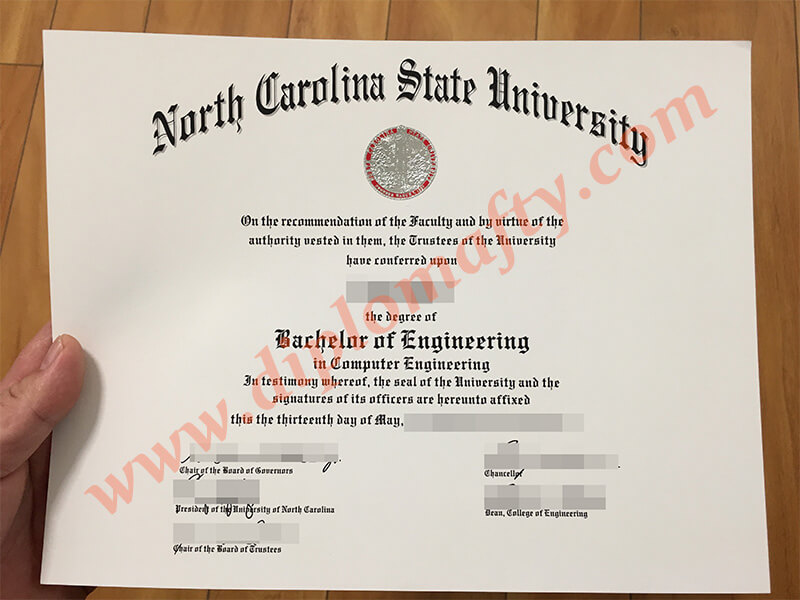 North Carolina State University
On the recommendation of the Faculty and by virtue of the
authority vested in them, the Trustees of the University
have conferred upon
the degree of
Bachelor of Engineering
in Computer Engineering
In testimony whereof, the seal of the University and the
signatures of its officers are hereunto affixed
this the thirteenth day of May,
Chair of the Board of Governors
Chancellor
President of the University of North Carolina
Dean, College of Engineering
Chair of the Board of Trustees
www.diplomafty.com